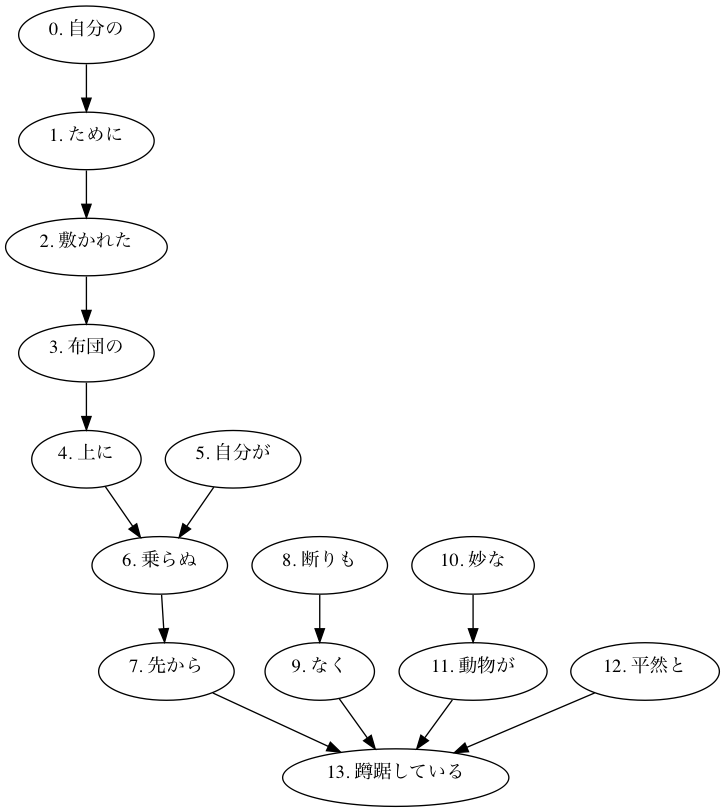 0. 自分の
1. ために
2. 敷かれた
3. 布団の
4. 上に
5. 自分が
6. 乗らぬ
8. 断りも
10. 妙な
7. 先から
9. なく
11. 動物が
12. 平然と
13. 蹲踞している